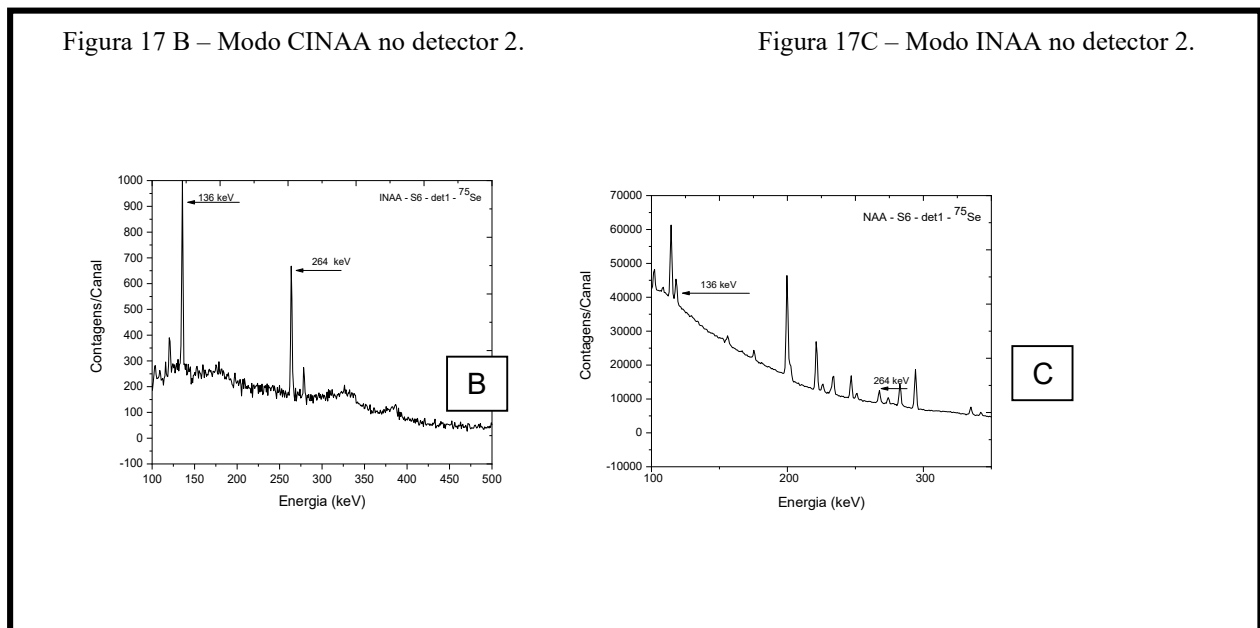 Figura 17 B – Modo CINAA no detector 2.
Figura 17C – Modo INAA no detector 2.
1000
900
800
700
600
500
400
300
200
100
0
-100
136 keV
INAA - S6 - det1 - ⁷⁵Se
264 keV
B
100 150 200 250 300 350 400 450 500
Energia (keV)
Contagens/Canal
70000
60000
50000
40000
30000
20000
10000
0
-10000
NAA - S6 - det1 - ⁷⁵Se
136 keV
264 keV
C
100 200 300
Energia (keV)
Contagens/Canal